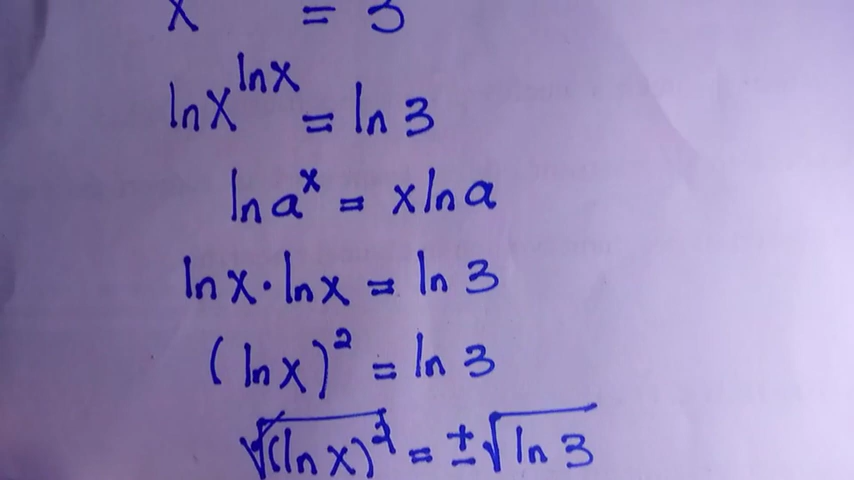 x = 3
ln x^ln x = ln 3
ln a^x = x ln a
ln x · ln x = ln 3
(ln x)^2 = ln 3
√(ln x)^2 = ±√ln 3